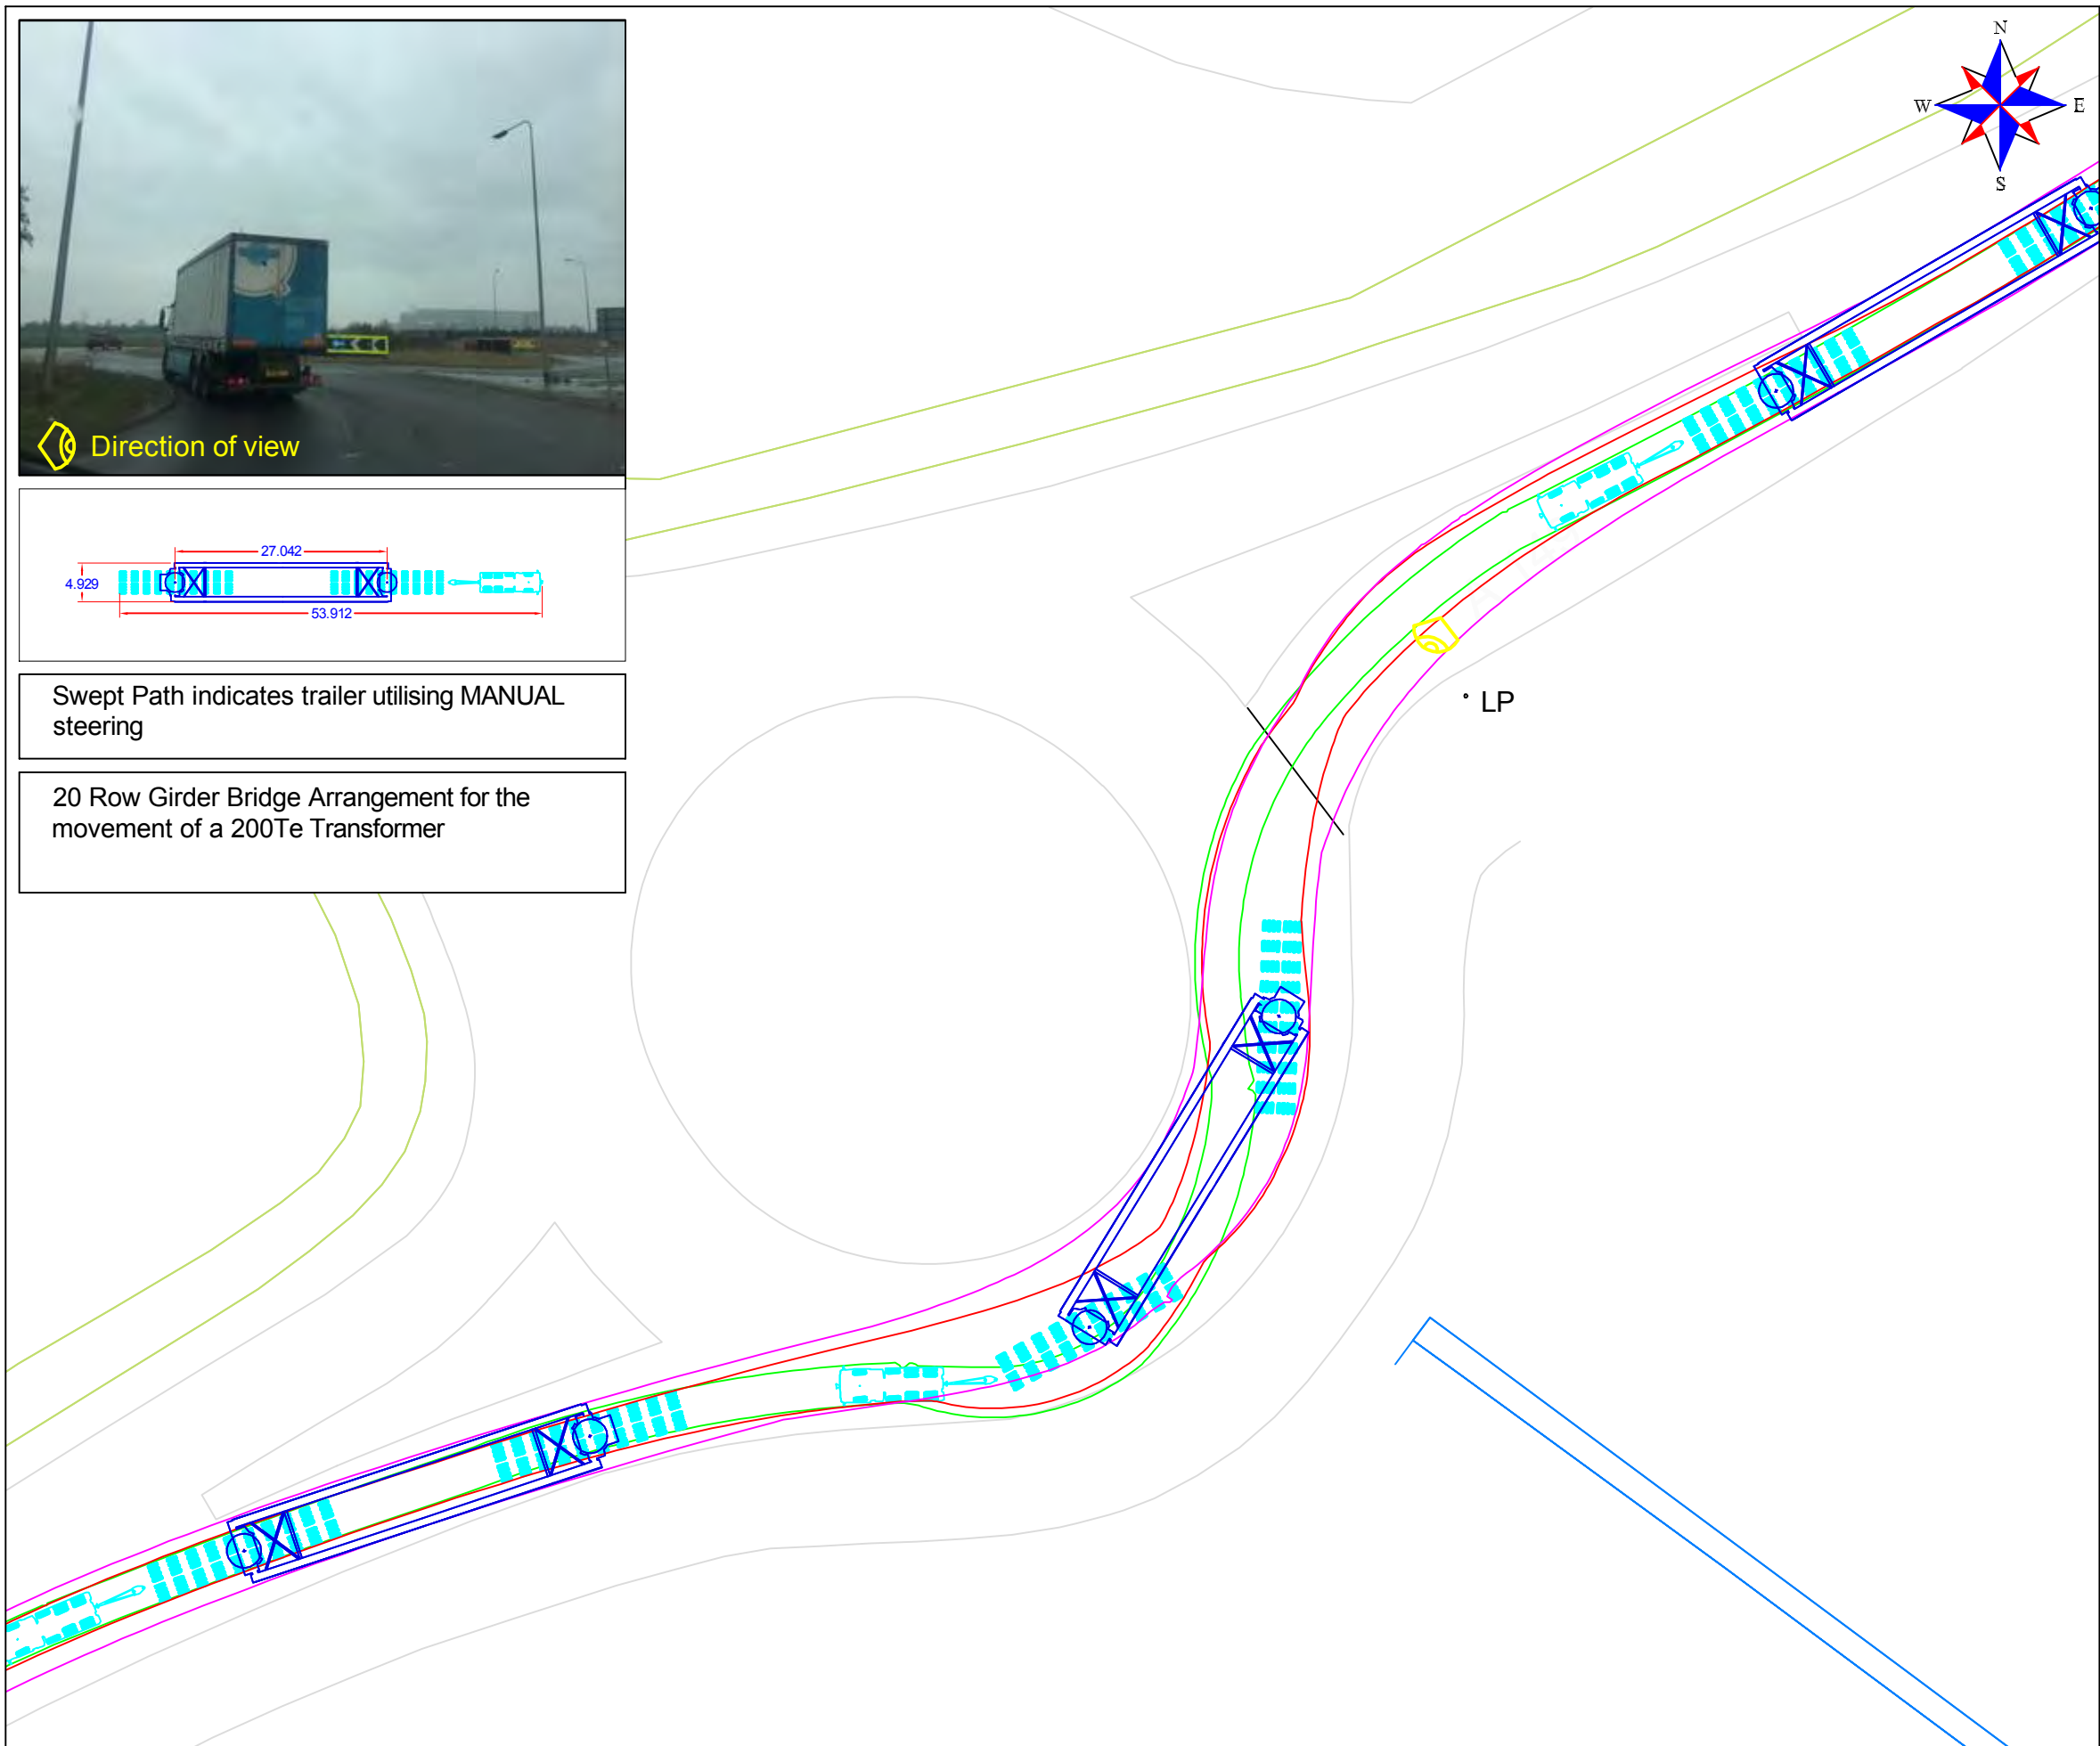 N
W
E
S
Direction of view
27.042
4.929
53.912
Swept Path indicates trailer utilising MANUAL
steering
20 Row Girder Bridge Arrangement for the
movement of a 200Te Transformer
LP